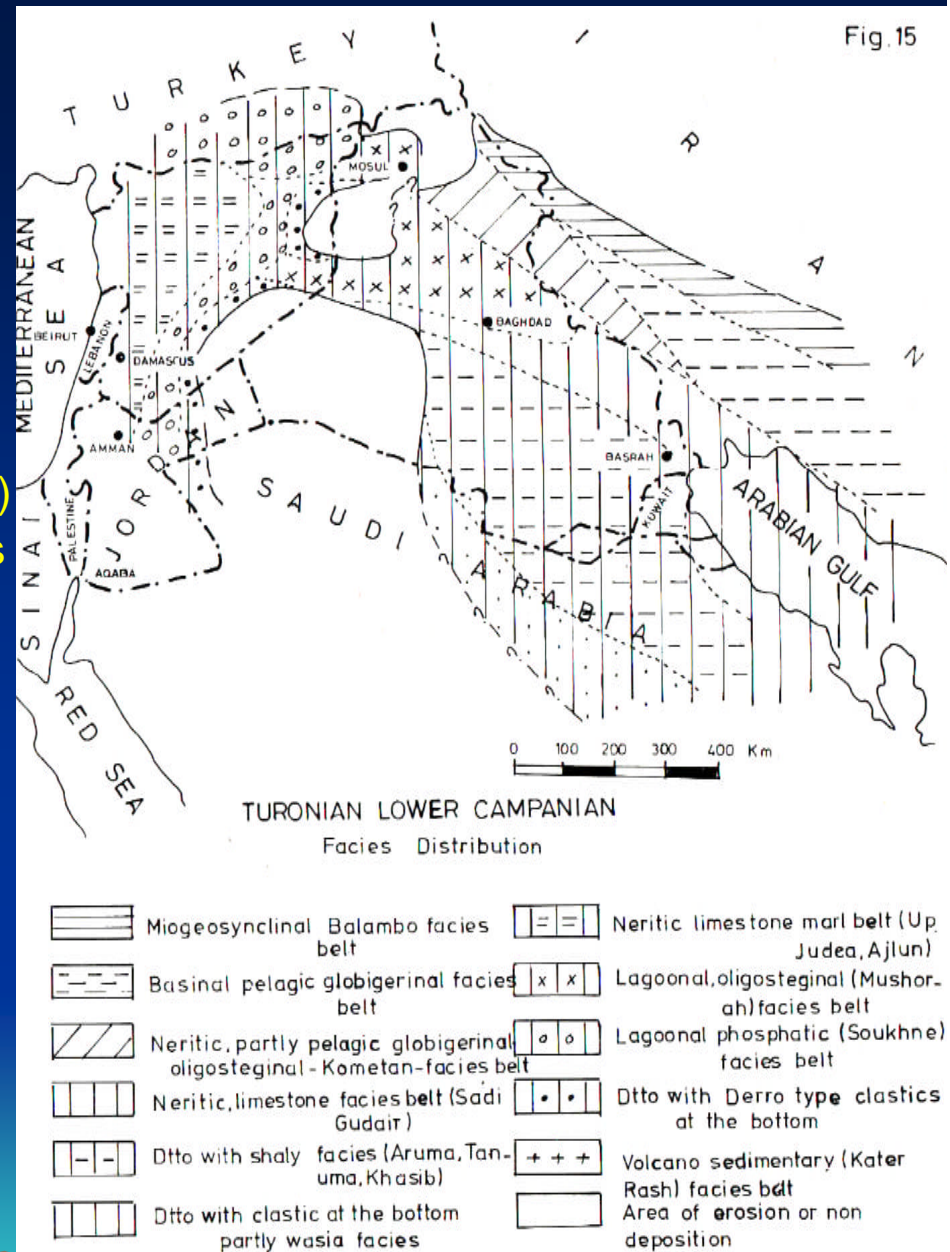 Fig. 15
TURKEY
IRAN
MOSUL
MEDITERRANEAN
SEA
BEIRUT
LEBANON
DAMASCUS
BAGHDAD
AMMAN
BASRAH
PALESTINE
JORDAN
SAUDI
ARABIA
KUWAIT
ARABIAN GULF
)
s
SINAI
AQABA
RED SEA
0 100 200 300 400 Km
TURONIAN LOWER CAMPANIAN
Facies Distribution
Miogeosynclinal Balambo facies
belt
Basinal pelagic globigerinal facies
belt
Neritic, partly pelagic globigerinal
oligosteginal - Kometan-facies belt
Neritic, limestone facies belt (Sadi
Gudair)
Dtto with shaly facies (Aruma, Tan-
uma, Khasib)
Dtto with clastic at the bottom
partly wasia facies
Neritic limestone marl belt (Up
Judea, Ajlun)
Lagoonal, oligosteginal (Mushor-
ah) facies belt
Lagoonal phosphatic (Soukhne)
facies belt
Dtto with Derro type clastics
at the bottom
Volcano sedimentary (Kater
Rash) facies belt
Area of erosion or non
deposition